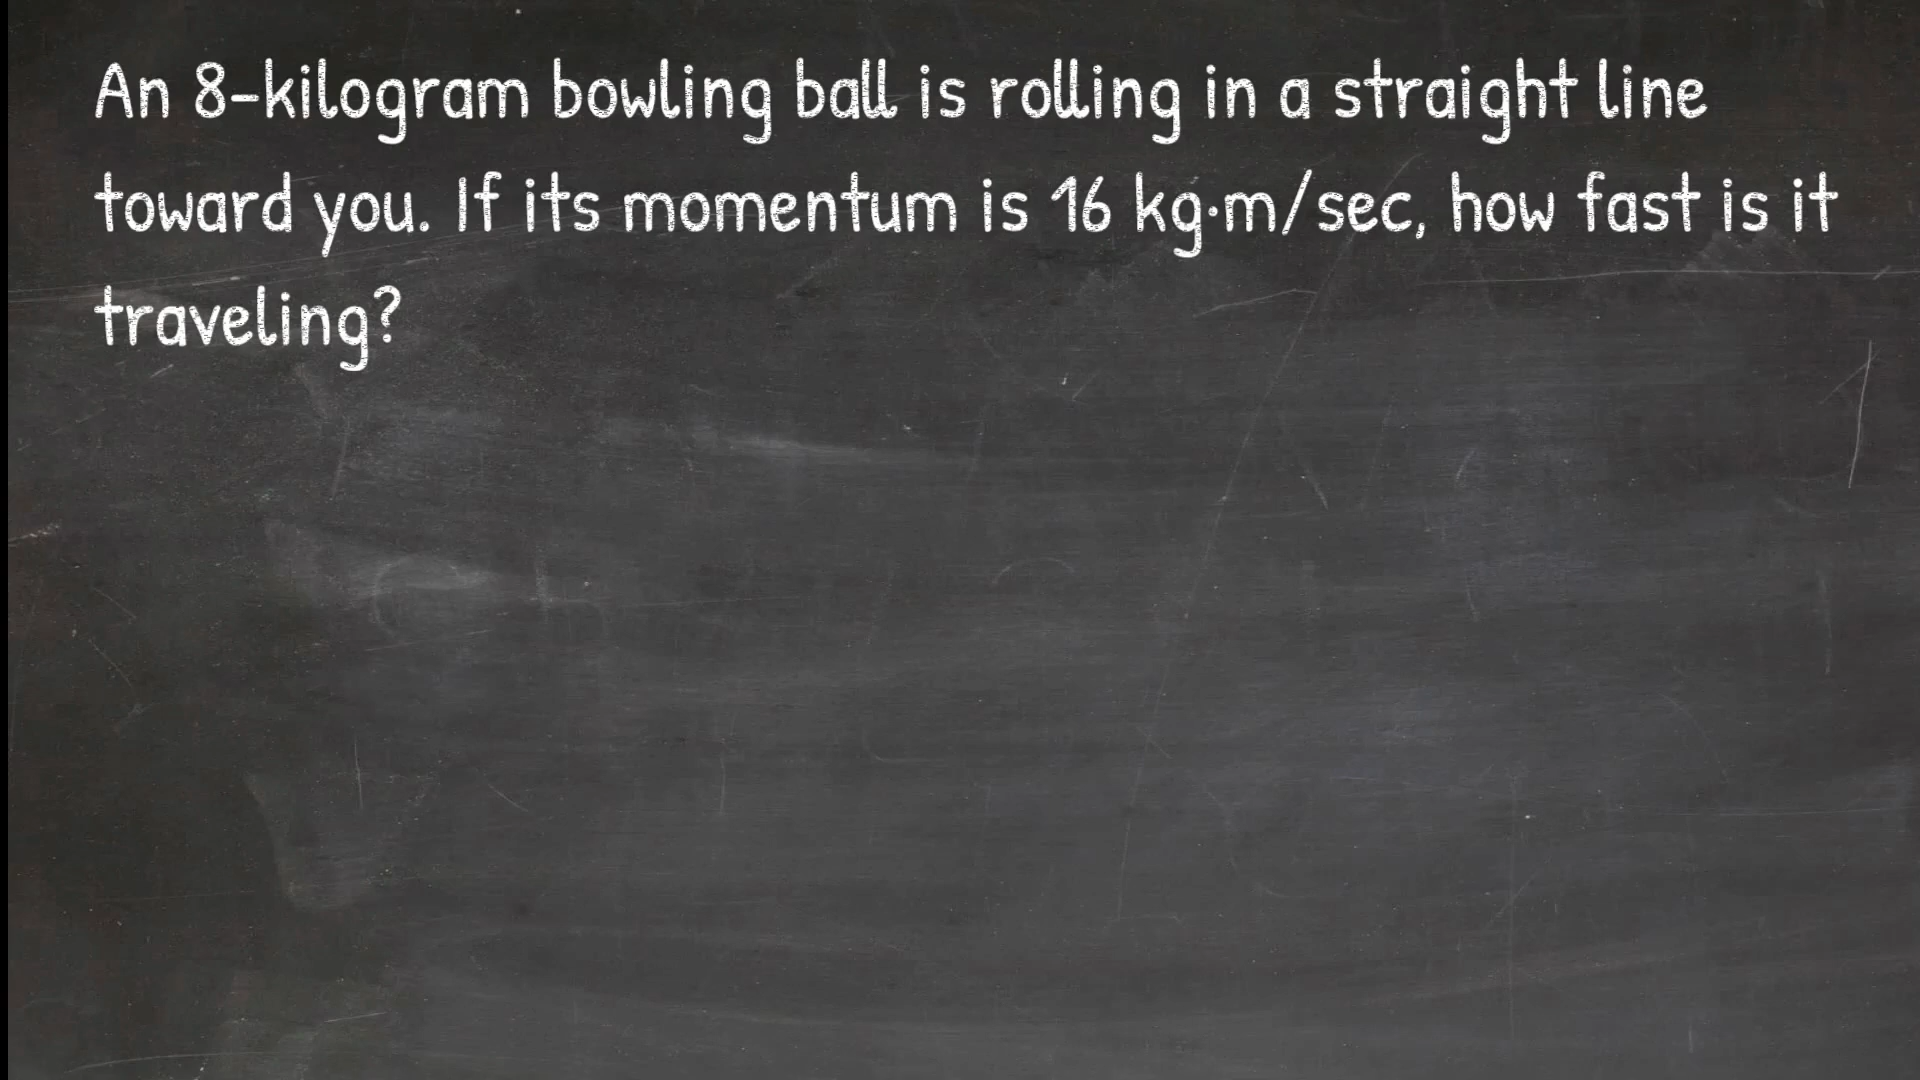 An 8-kilogram bowling ball is rolling in a straight line
toward you. If its momentum is 16 kg·m/sec, how fast is it
traveling?